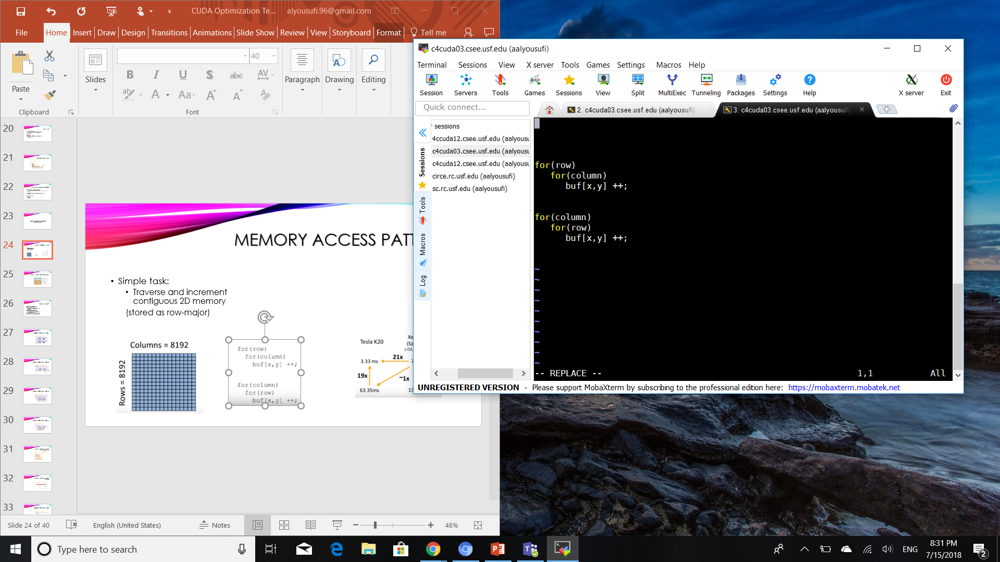 CUDA Optimization Te...
alyousufi.96@gmail.com
File
Home
Insert
Draw
Design
Transitions
Animations
Slide Show
Review
View
Storyboard
Format
Tell me
Paste
Slides
40
B I U S abc AV
A Aa A A
Paragraph
Drawing
Editing
Clipboard
Font
20
21
22
23
24
25
26
27
28
29
30
31
32
33
MEMORY ACCESS PATT
• Simple task:
• Traverse and increment
contiguous 2D memory
(stored as row-major)
Columns = 8192
Rows = 8192
for(row)
for(column)
buf[x,y] ++;
for(column)
for(row)
buf[x,y] ++;
Tesla K20
Xe
(Sa
(-O3,
3.33 ms
21x
7
19x
~1x
63.35ms
13
Slide 24 of 40
English (United States)
Notes
48%
c4cuda03.csee.usf.edu (aalyousufi)
Terminal
Sessions
View
X server
Tools
Games
Settings
Macros
Help
Session
Servers
Tools
Games
Sessions
View
Split
MultiExec
Tunneling
Packages
Settings
Help
X server
Exit
Quick connect...
2. c4cuda03.csee.usf.edu (aalyousufi)
3. c4cuda03.csee.usf.edu (aalyousufi)
sessions
4ccuda12.csee.usf.edu (aalyousu
c4cuda03.csee.usf.edu (aalyousu
c4cuda12.csee.usf.edu (aalyousu
circe.rc.usf.edu (aalyousufi)
sc.rc.usf.edu (aalyousufi)
Sessions
Tools
Macros
Log
for(row)
for(column)
buf[x,y] ++;
for(column)
for(row)
buf[x,y] ++;
~
~
~
~
~
~
~
~
~
~
-- REPLACE --
1,1
All
UNREGISTERED VERSION - Please support MobaXterm by subscribing to the professional edition here: https://mobaxterm.mobatek.net
Type here to search
ENG
8:31 PM
7/15/2018
2